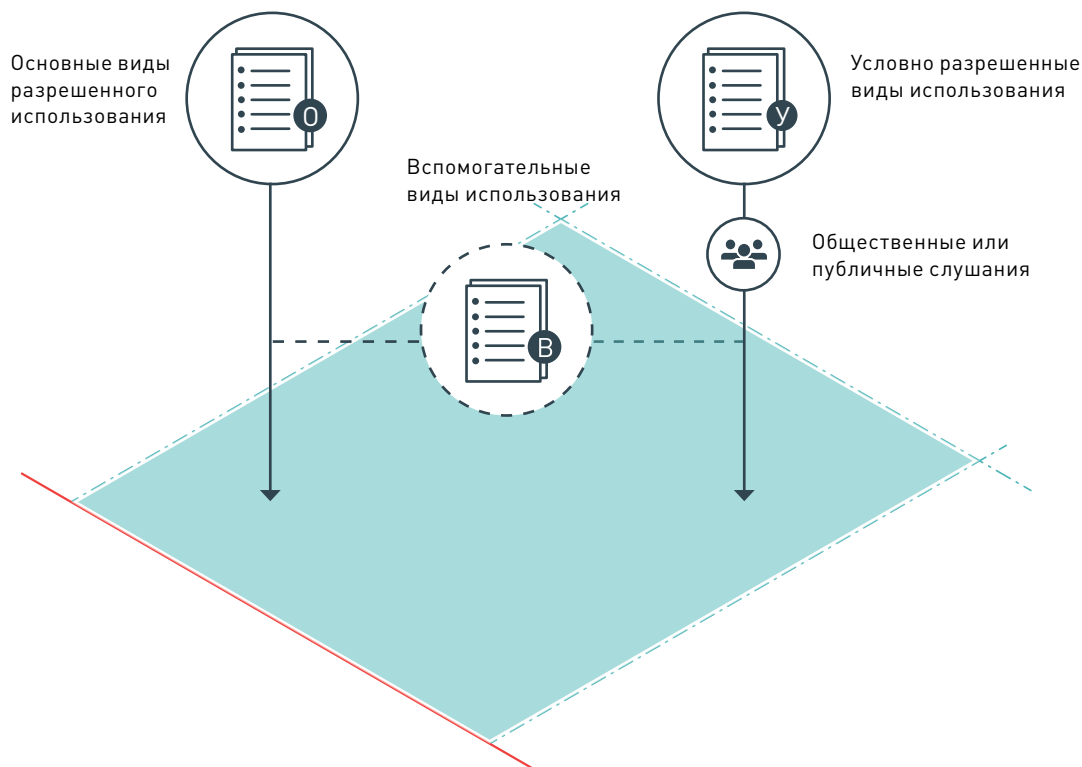 Основные виды
разрешенного
использования
О
Условно разрешенные
виды использования
У
Вспомогательные
виды использования
В
Общественные или
публичные слушания